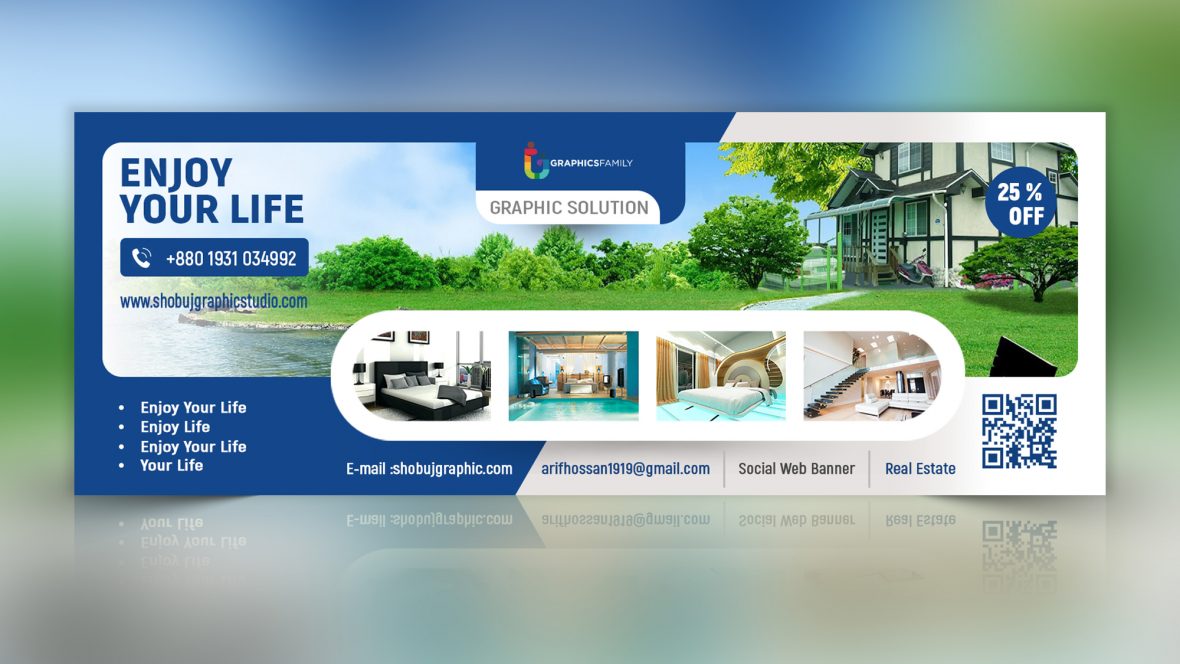 ENJOY
YOUR LIFE
+880 1931 034992
www.shobujgraphicstudio.com
GRAPHICSFAMILY
GRAPHIC SOLUTION
25 %
OFF
• Enjoy Your Life
• Enjoy Life
• Enjoy Your Life
• Your Life
E-mail :shobujgraphic.com
arifhossan1919@gmail.com
Social Web Banner
Real Estate